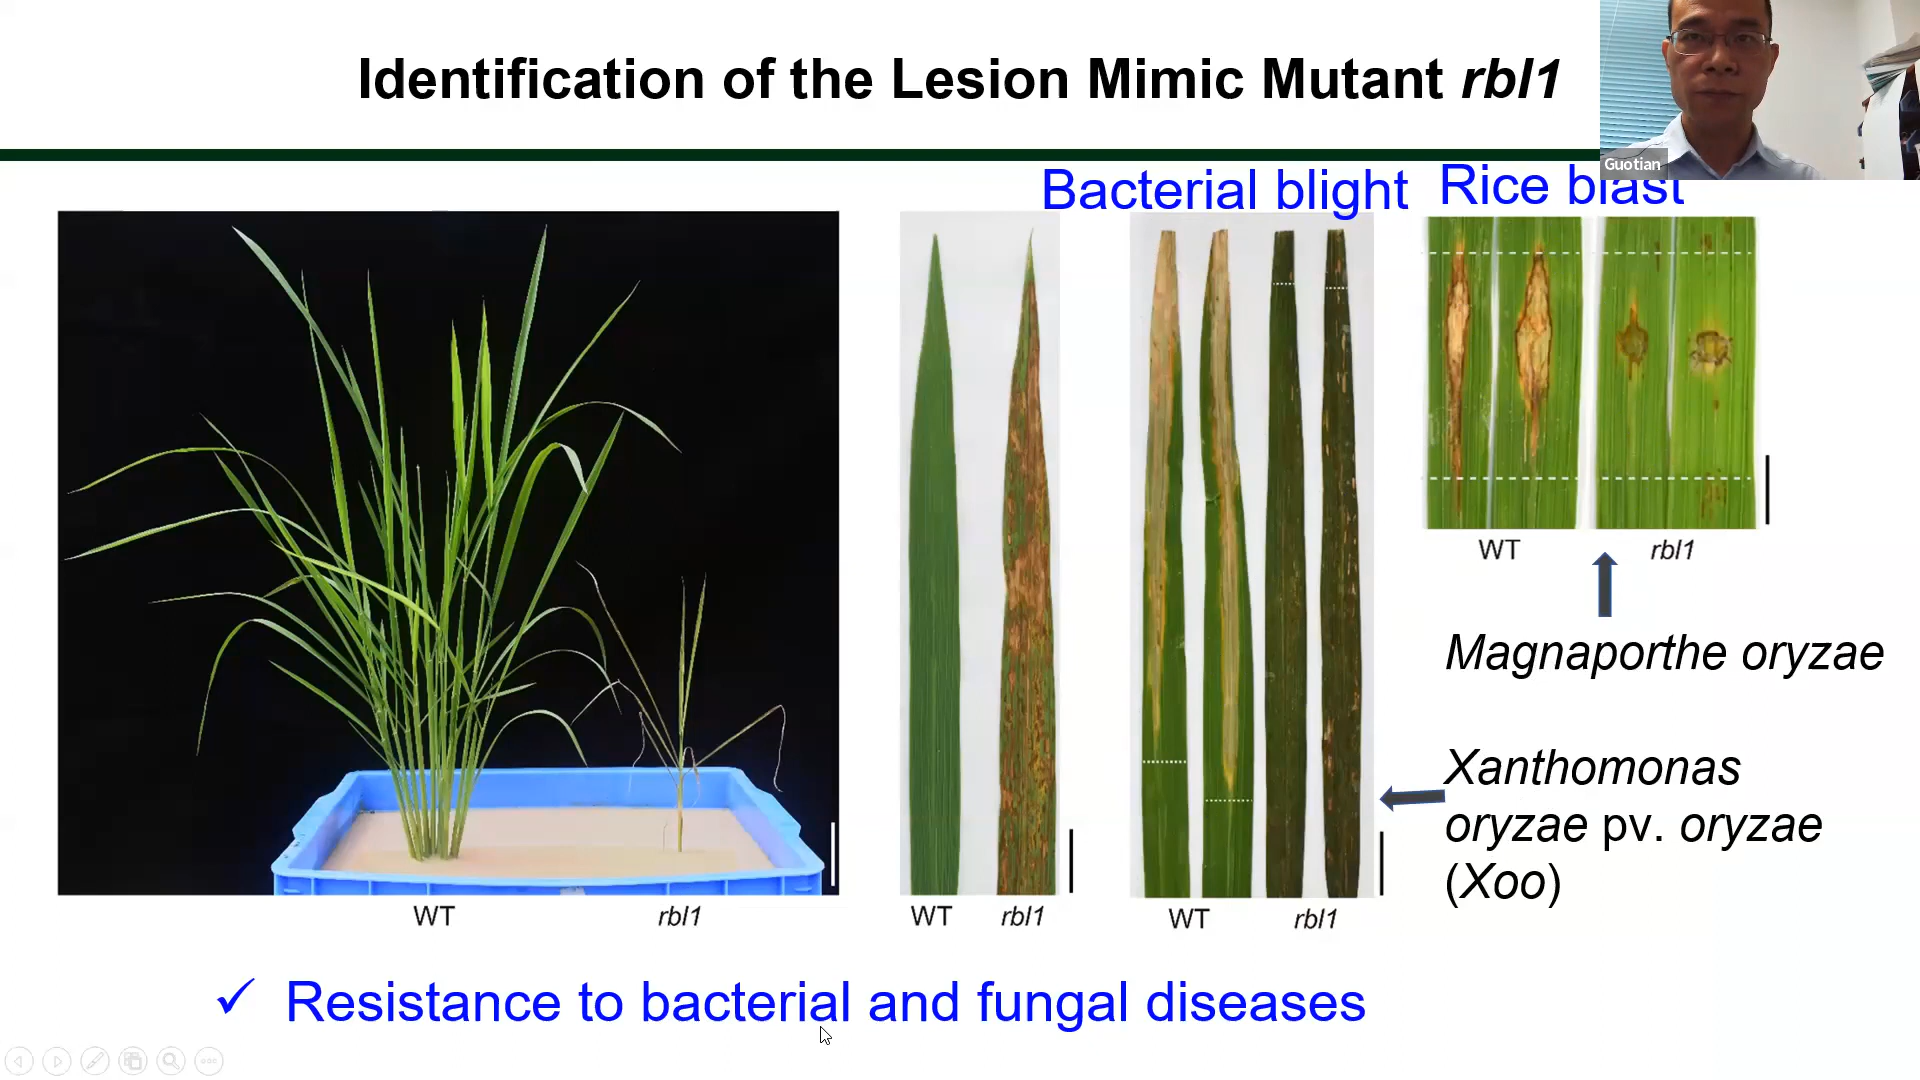 Identification of the Lesion Mimic Mutant rbl1
Guotian
Bacterial blight
Rice blast
WT
rbl1
Magnaporthe oryzae
Xanthomonas
oryzae pv. oryzae
(Xoo)
WT
rbl1
WT
rbl1
WT
rbl1
✓ Resistance to bacterial and fungal diseases